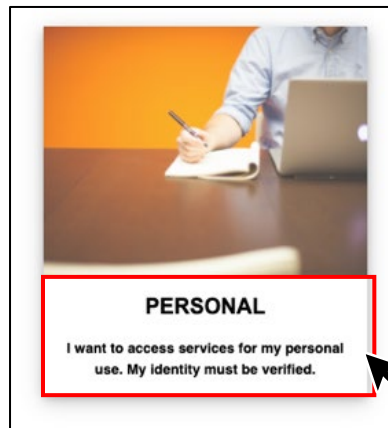 PERSONAL
I want to access services for my personal
use. My identity must be verified.